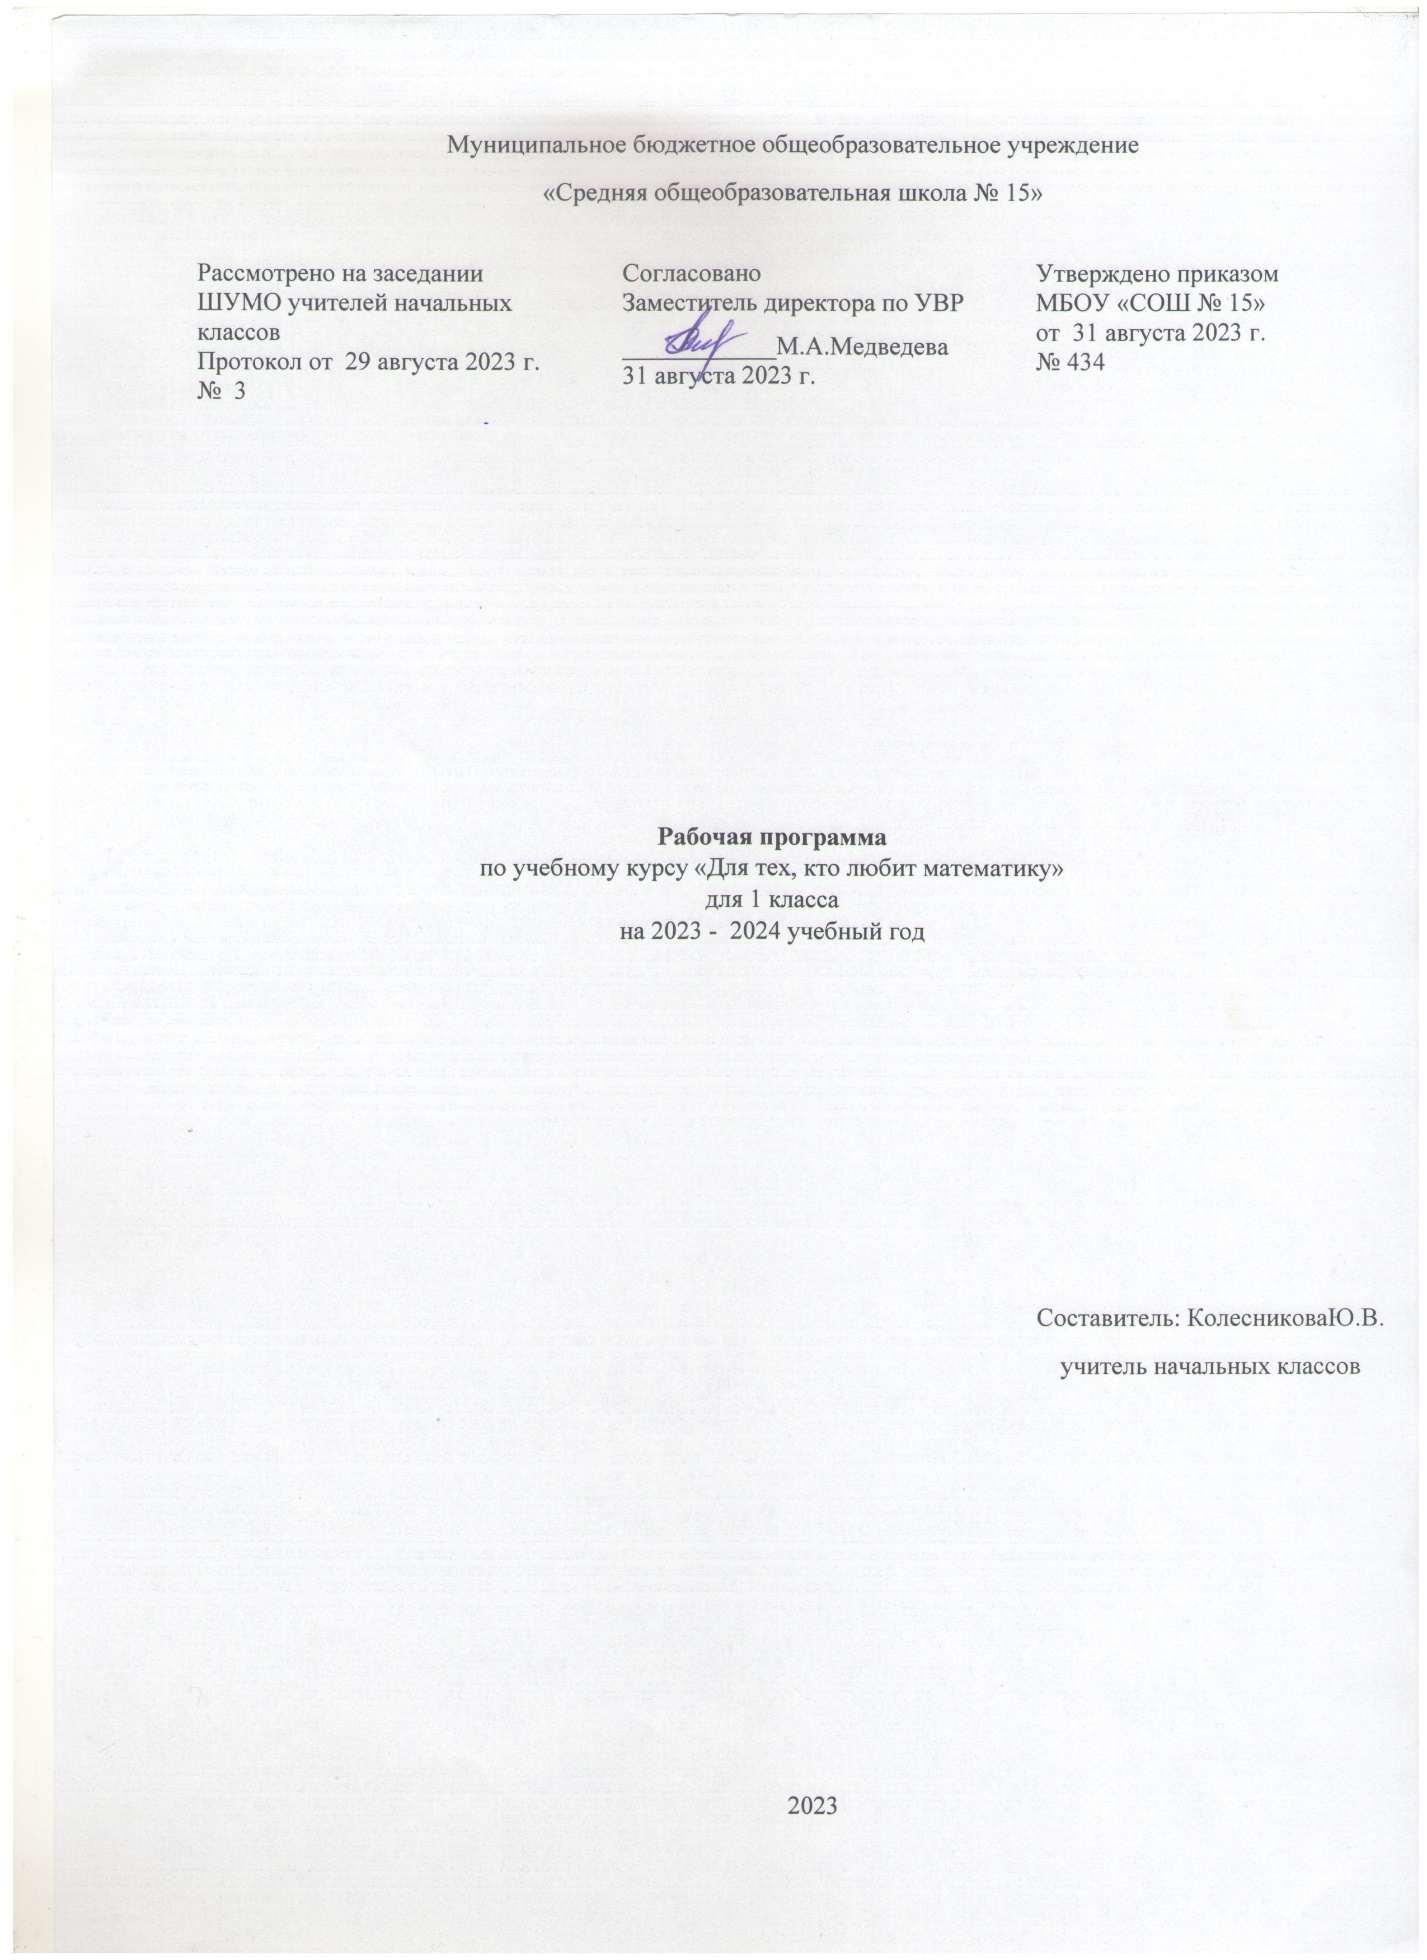 Муниципальное бюджетное общеобразовательное учреждение
«Средняя общеобразовательная школа № 15»
Рассмотрено на заседании
ШУМО учителей начальных
классов
Протокол от  29 августа 2023 г.
№  3
Согласовано
Заместитель директора по УВР
____________М.А.Медведева
31 августа 2023 г.
Утверждено приказом
МБОУ «СОШ № 15»
от  31 августа 2023 г.
№ 434
Рабочая программа
по учебному курсу «Для тех, кто любит математику»
для 1 класса
на 2023 -  2024 учебный год
Составитель: КолесниковаЮ.В.
учитель начальных классов
2023